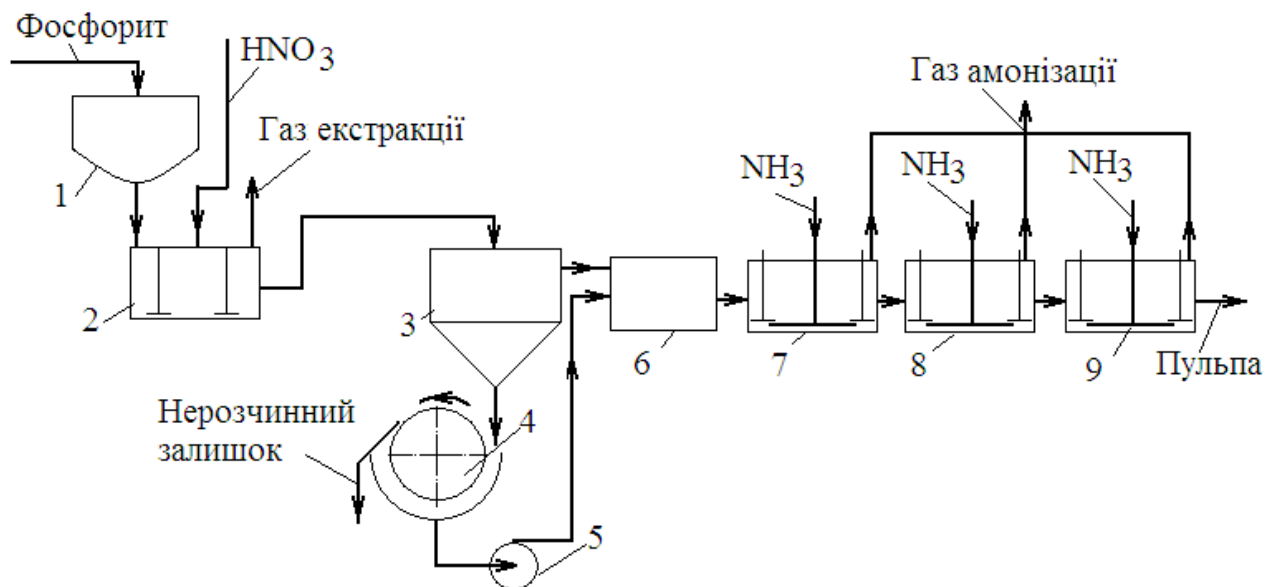 Фосфорит
HNO3
Газ екстракції
Газ амонізації
NH3
NH3
NH3
1
2
3
6
7
8
9
Пульпа
Нерозчинний
залишок
4
5